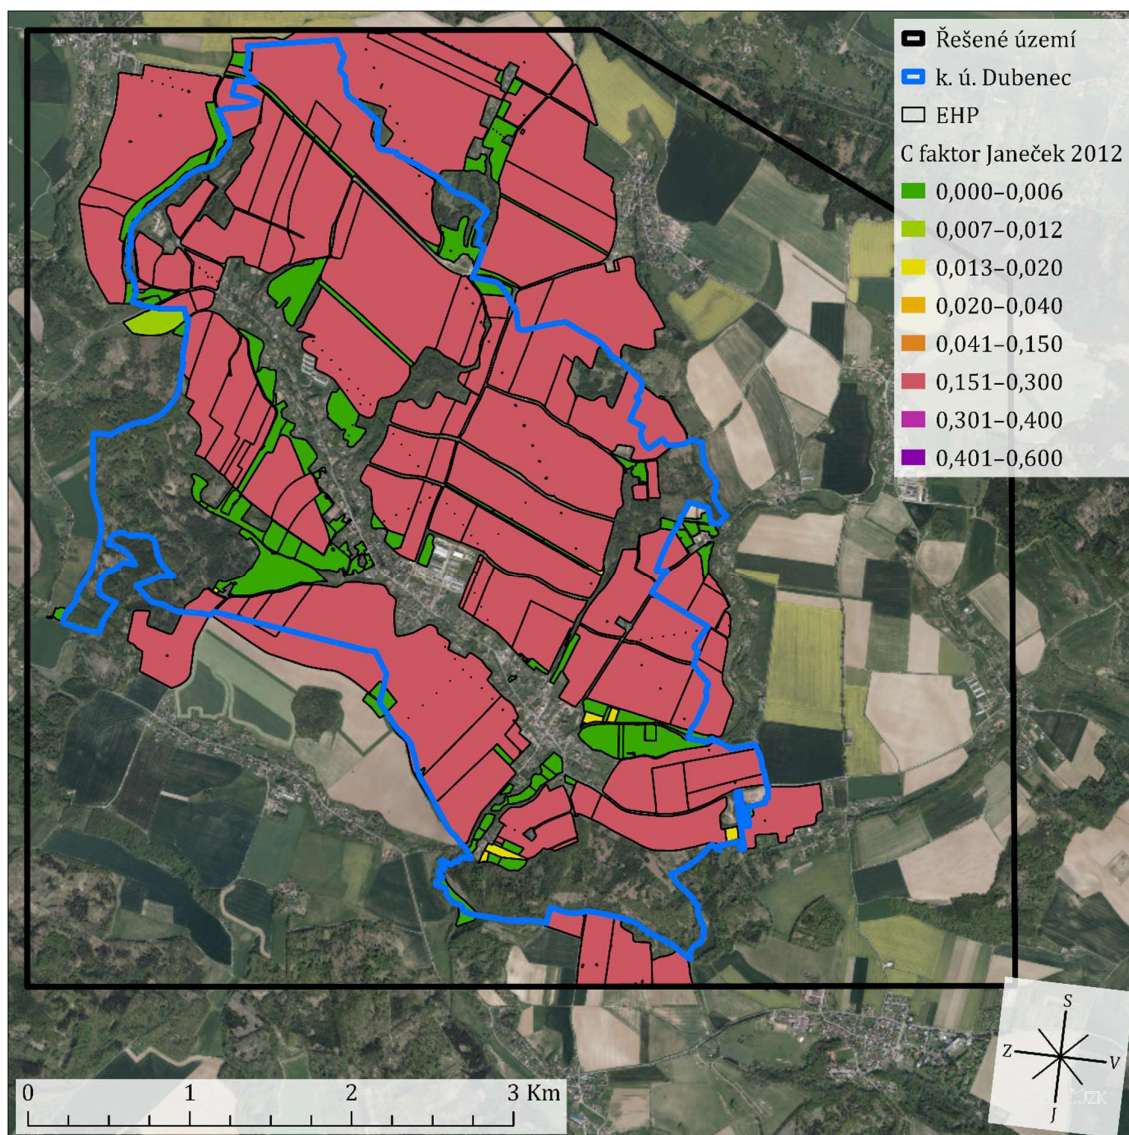 Řešené území
k. ú. Dubenec
EHP
C faktor Janeček 2012
0,000–0,006
0,007–0,012
0,013–0,020
0,020–0,040
0,041–0,150
0,151–0,300
0,301–0,400
0,401–0,600
S
Z
V
J
0 1 2 3 Km